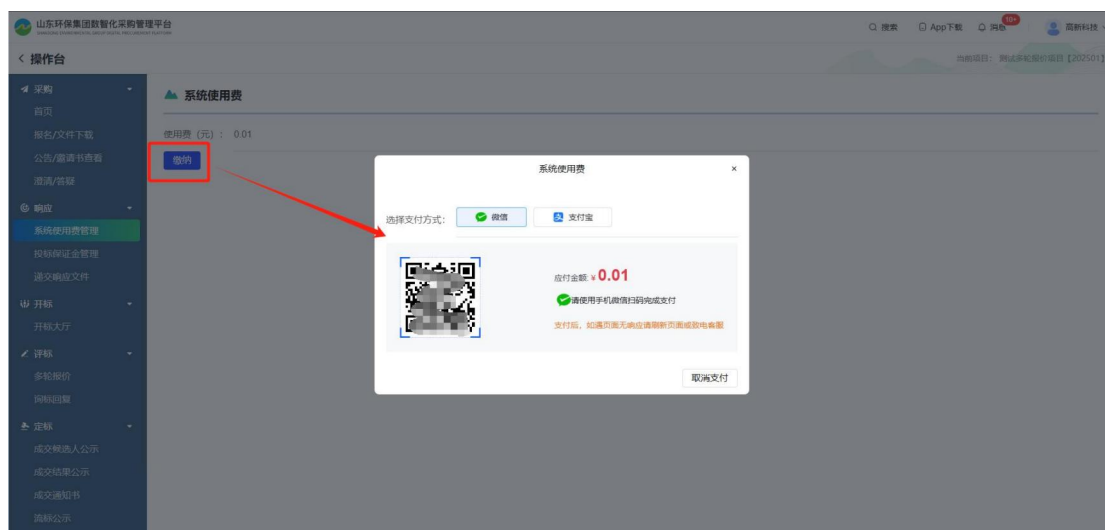 山东环保集团数智化采购管理平台
搜索 App下载 消息 10+ 高新科技
操作台
当前项目: 测试多轮报价项目【202501】
采购
首页
报名/文件下载
公告/邀请书查看
澄清/答疑
响应
系统使用费管理
投标保证金管理
递交响应文件
开标
开标大厅
评标
多轮报价
询标回复
定标
成交候选人公示
成交结果公示
成交通知书
流标公示
系统使用费
使用费 (元) : 0.01
缴纳
系统使用费 ×
选择支付方式: 微信 支付宝
应付金额: ¥ 0.01
请使用手机微信扫码完成支付
支付后，如遇页面无响应请刷新页面或致电客服
取消支付